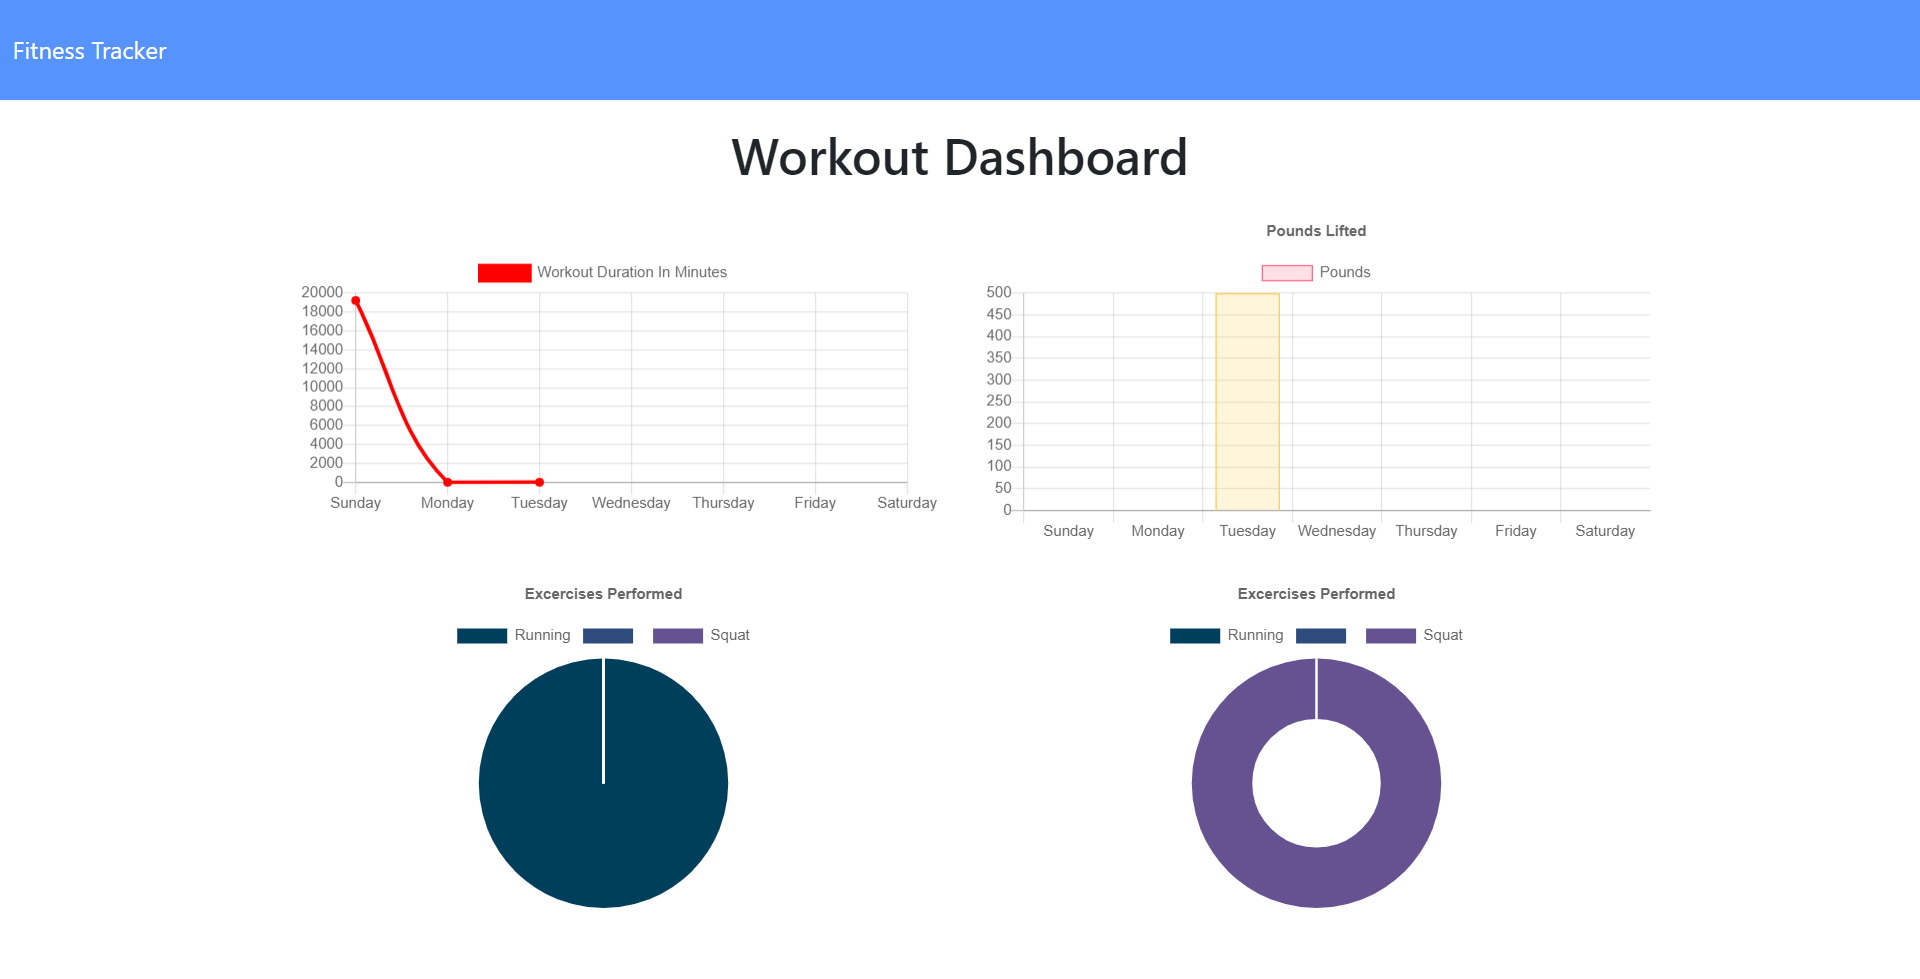 Fitness Tracker
Workout Dashboard
Workout Duration In Minutes
20000
18000
16000
14000
12000
10000
8000
6000
4000
2000
0
Sunday Monday Tuesday Wednesday Thursday Friday Saturday
Pounds Lifted
Pounds
500
450
400
350
300
250
200
150
100
50
0
Sunday Monday Tuesday Wednesday Thursday Friday Saturday
Excercises Performed
Running Squat
Excercises Performed
Running Squat